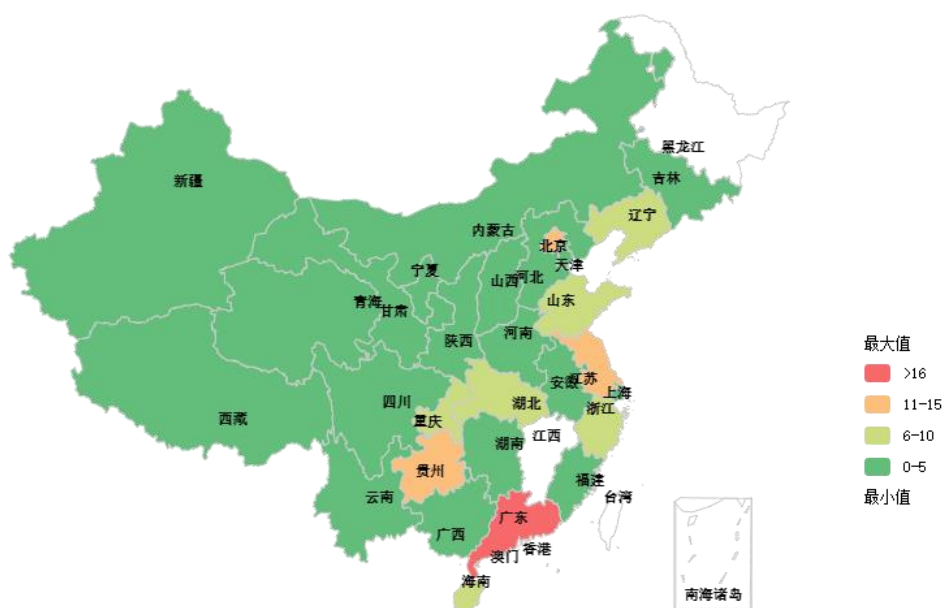 黑龙江
吉林
新疆
辽宁
内蒙古
北京
天津
宁夏
山西
河北
青海
甘肃
山东
陕西
河南
安徽
江苏
上海
四川
重庆
湖北
浙江
西藏
湖南
江西
贵州
福建
云南
台湾
广西
广东
澳门
香港
海南
南海诸岛
最大值
>16
11-15
6-10
0-5
最小值